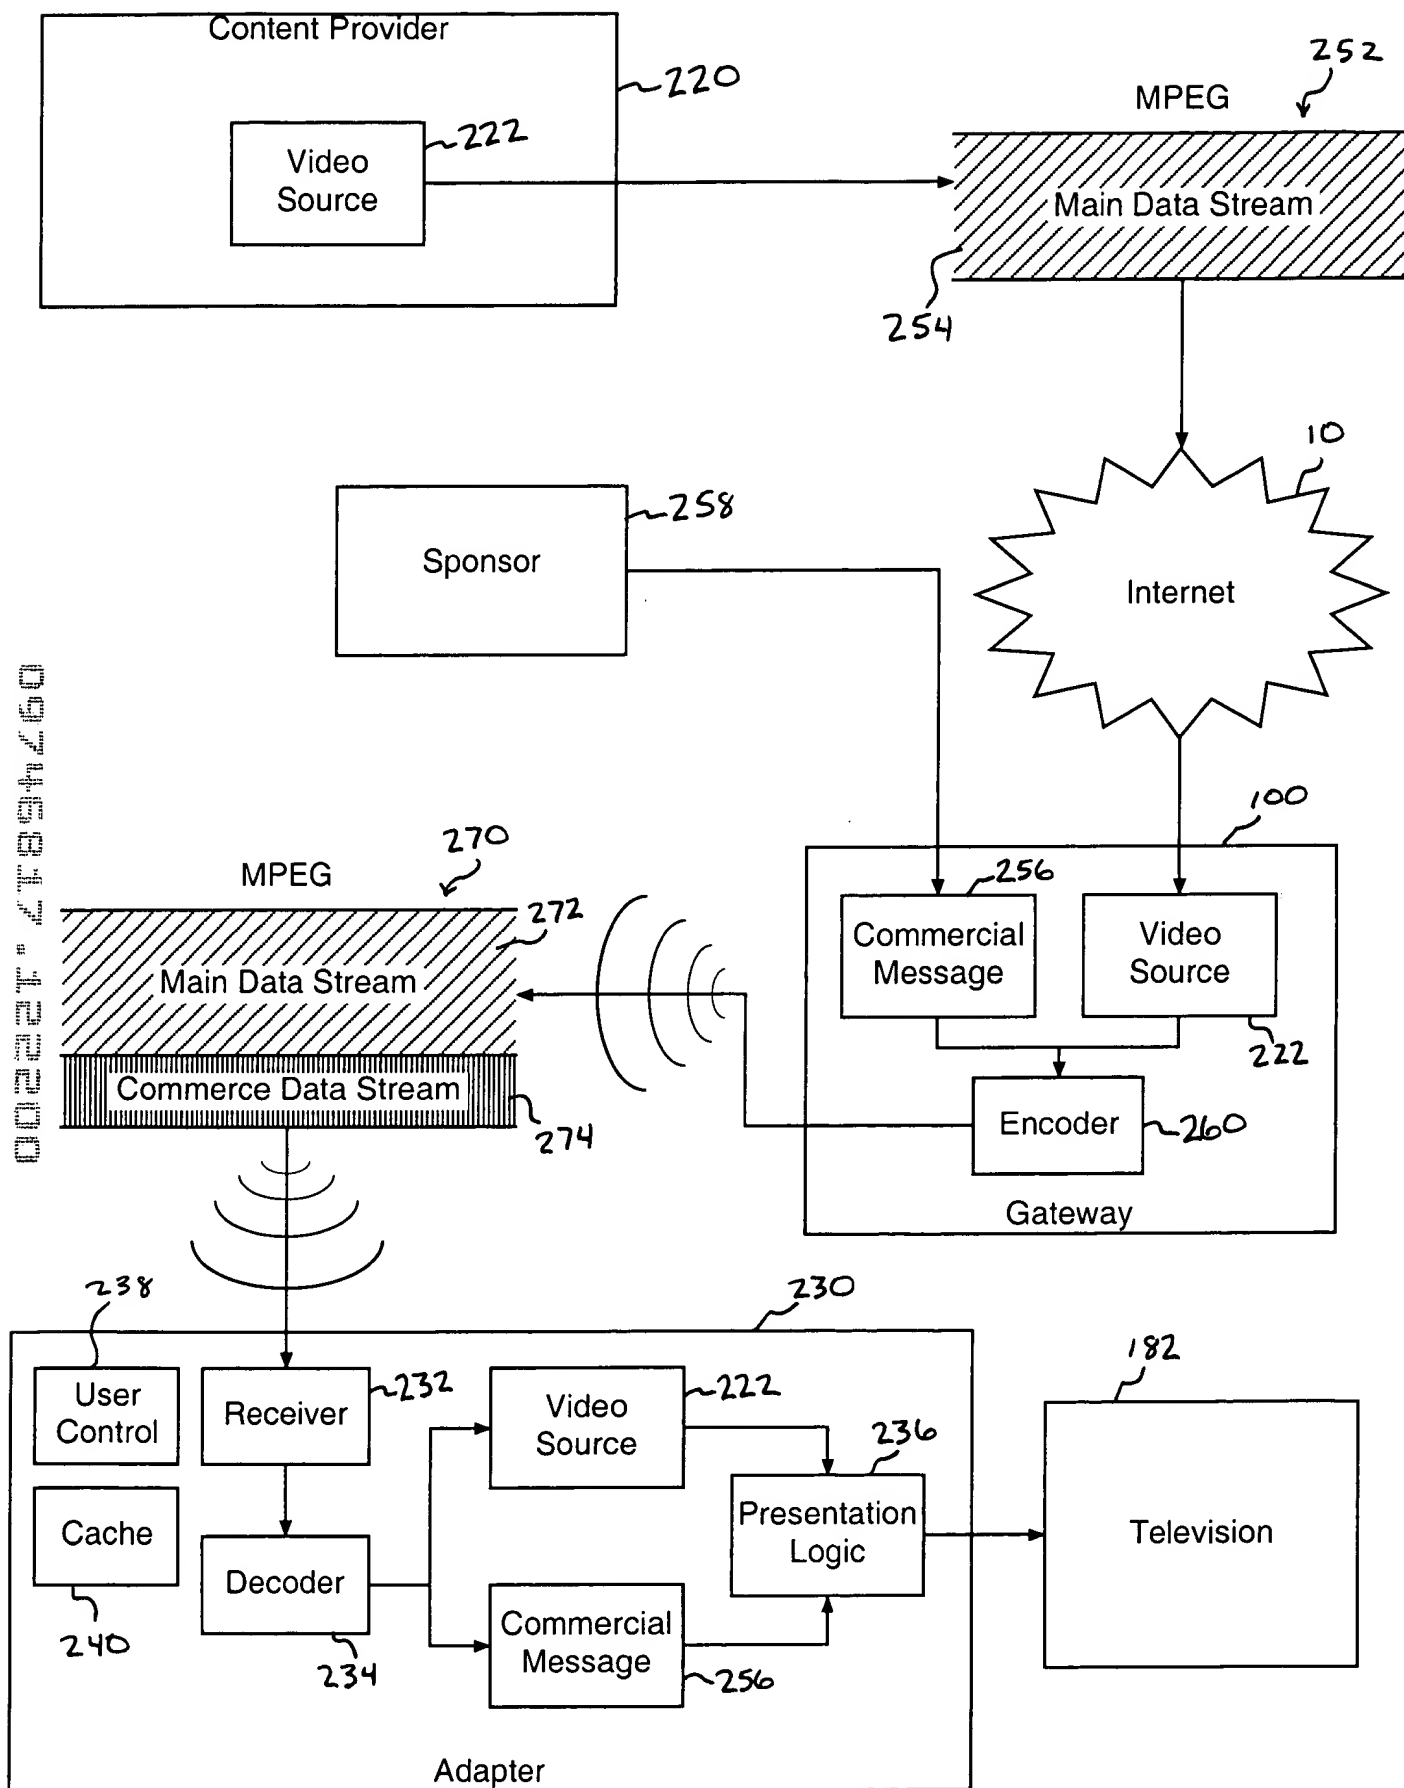 Content Provider
220
222
Video
Source
252
MPEG
Main Data Stream
254
10
Internet
258
Sponsor
09745817.122200
100
256
Commercial
Message
Video
Source
222
Encoder
260
Gateway
270
MPEG
272
Main Data Stream
Commerce Data Stream
274
238
230
User
Control
Receiver
232
Video
Source
222
236
Presentation
Logic
182
Television
Cache
240
Decoder
234
Commercial
Message
256
Adapter